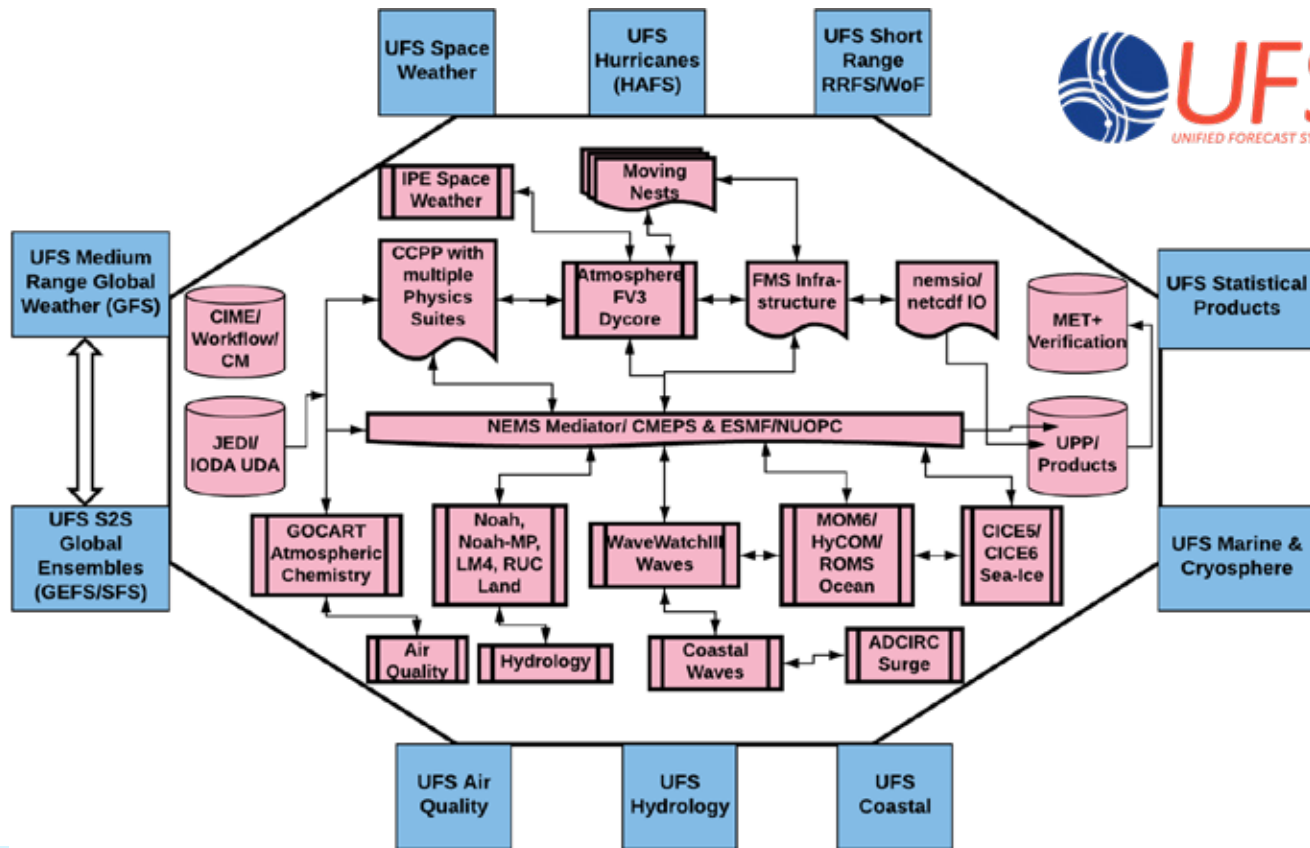 UFS Space
Weather
UFS
Hurricanes
(HAFS)
UFS Short
Range
RRFS/WoF
UFS
UNIFIED FORECAST
IPE Space
Weather
Moving
Nests
UFS Medium
Range Global
Weather (GFS)
CIME/
Workflow/
CM
CCPP with
multiple
Physics
Suites
Atmosphere
FV3
Dycore
FMS Infra-
structure
nemsio/
netcdf IO
MET+
Verification
UFS Statistical
Products
JEDI/
IODA UDA
NEMS Mediator/ CMEPS & ESMF/NUOPC
UPP/
Products
UFS S2S
Global
Ensembles
(GEFS/SFS)
GOCART
Atmospheric
Chemistry
Noah,
Noah-MP,
LM4, RUC
Land
WaveWatchIII
Waves
MOM6/
HyCOM/
ROMS
Ocean
CICE5/
CICE6
Sea-Ice
UFS Marine &
Cryosphere
Air
Quality
Hydrology
Coastal
Waves
ADCIRC
Surge
UFS Air
Quality
UFS
Hydrology
UFS
Coastal